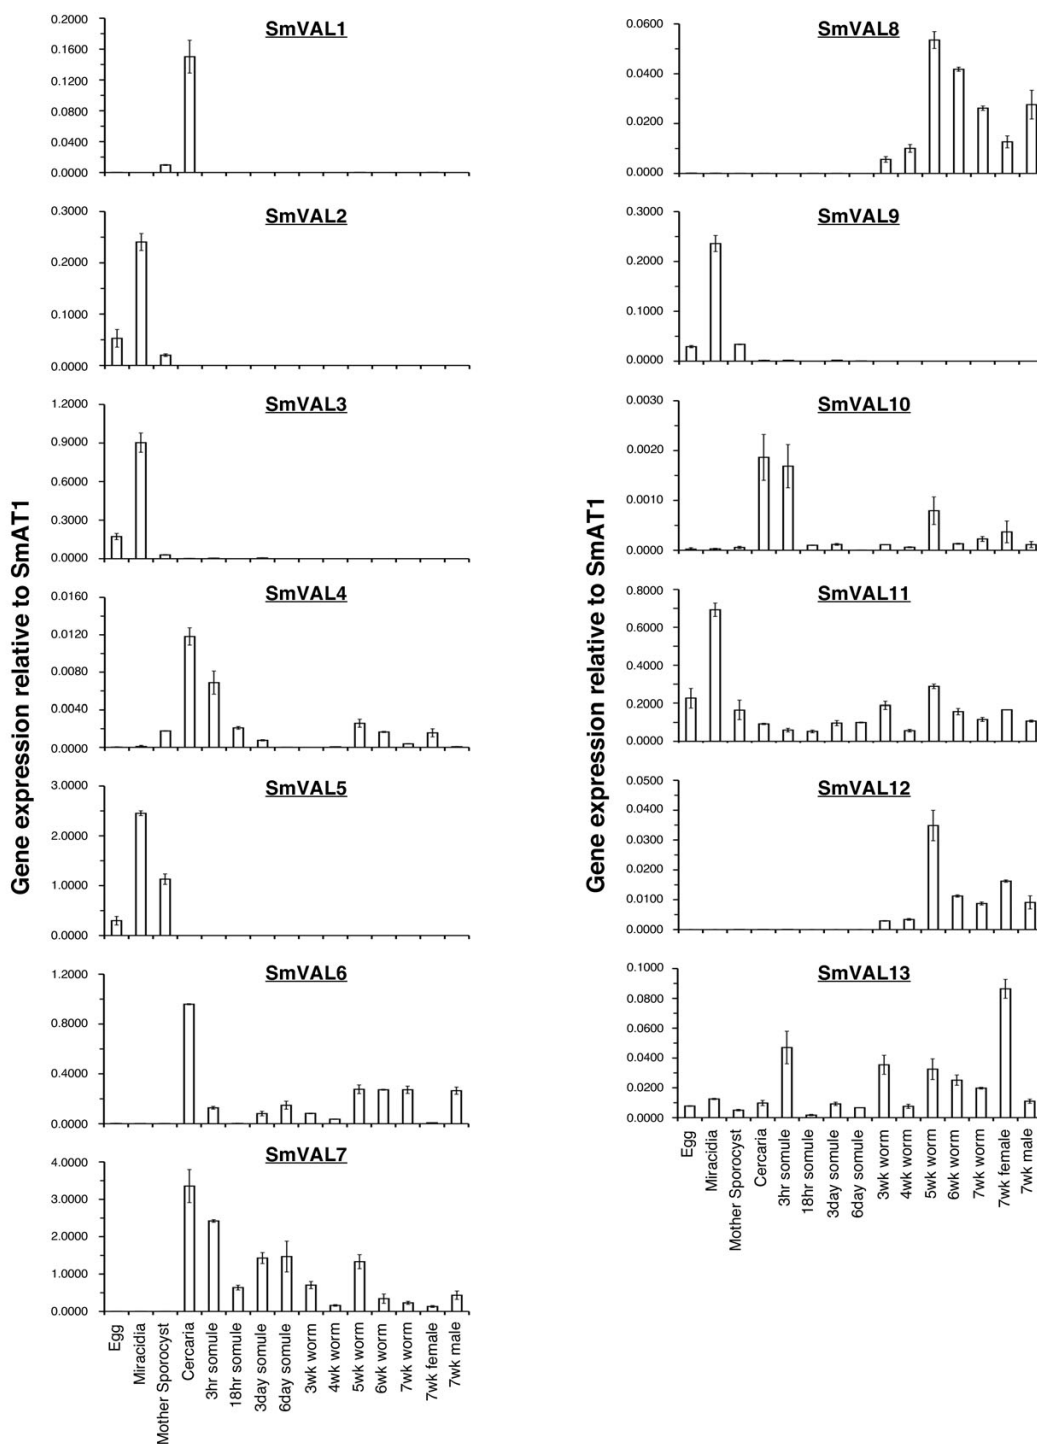 Gene expression relative to SmAT1
SmVAL1
0.2000
0.1600
0.1200
0.0800
0.0400
0.0000
SmVAL2
0.3000
0.2000
0.1000
0.0000
SmVAL3
1.2000
0.9000
0.6000
0.3000
0.0000
SmVAL4
0.0160
0.0120
0.0080
0.0040
0.0000
SmVAL5
3.0000
2.0000
1.0000
0.0000
SmVAL6
1.2000
0.8000
0.4000
0.0000
SmVAL7
4.0000
3.0000
2.0000
1.0000
0.0000
Egg
Miracidia
Mother Sporocyst
Cercaria
3hr somule
18hr somule
3day somule
6day somule
3wk worm
4wk worm
5wk worm
6wk worm
7wk worm
7wk female
7wk male
Gene expression relative to SmAT1
SmVAL8
0.0600
0.0400
0.0200
0.0000
SmVAL9
0.3000
0.2000
0.1000
0.0000
SmVAL10
0.0030
0.0020
0.0010
0.0000
SmVAL11
0.8000
0.6000
0.4000
0.2000
0.0000
SmVAL12
0.0500
0.0400
0.0300
0.0200
0.0100
0.0000
SmVAL13
0.1000
0.0800
0.0600
0.0400
0.0200
0.0000
Egg
Miracidia
Mother Sporocyst
Cercaria
3hr somule
18hr somule
3day somule
6day somule
3wk worm
4wk worm
5wk worm
6wk worm
7wk worm
7wk female
7wk male